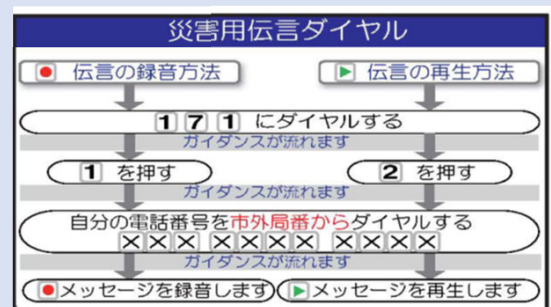 災害用伝言ダイヤル
伝言の録音方法 伝言の再生方法
171にダイヤルする
ガイダンスが流れます
1 を押す 2 を押す
ガイダンスが流れます
自分の電話番号を市外局番からダイヤルする
××× ×××× ××××
ガイダンスが流れます
メッセージを録音します メッセージを再生します